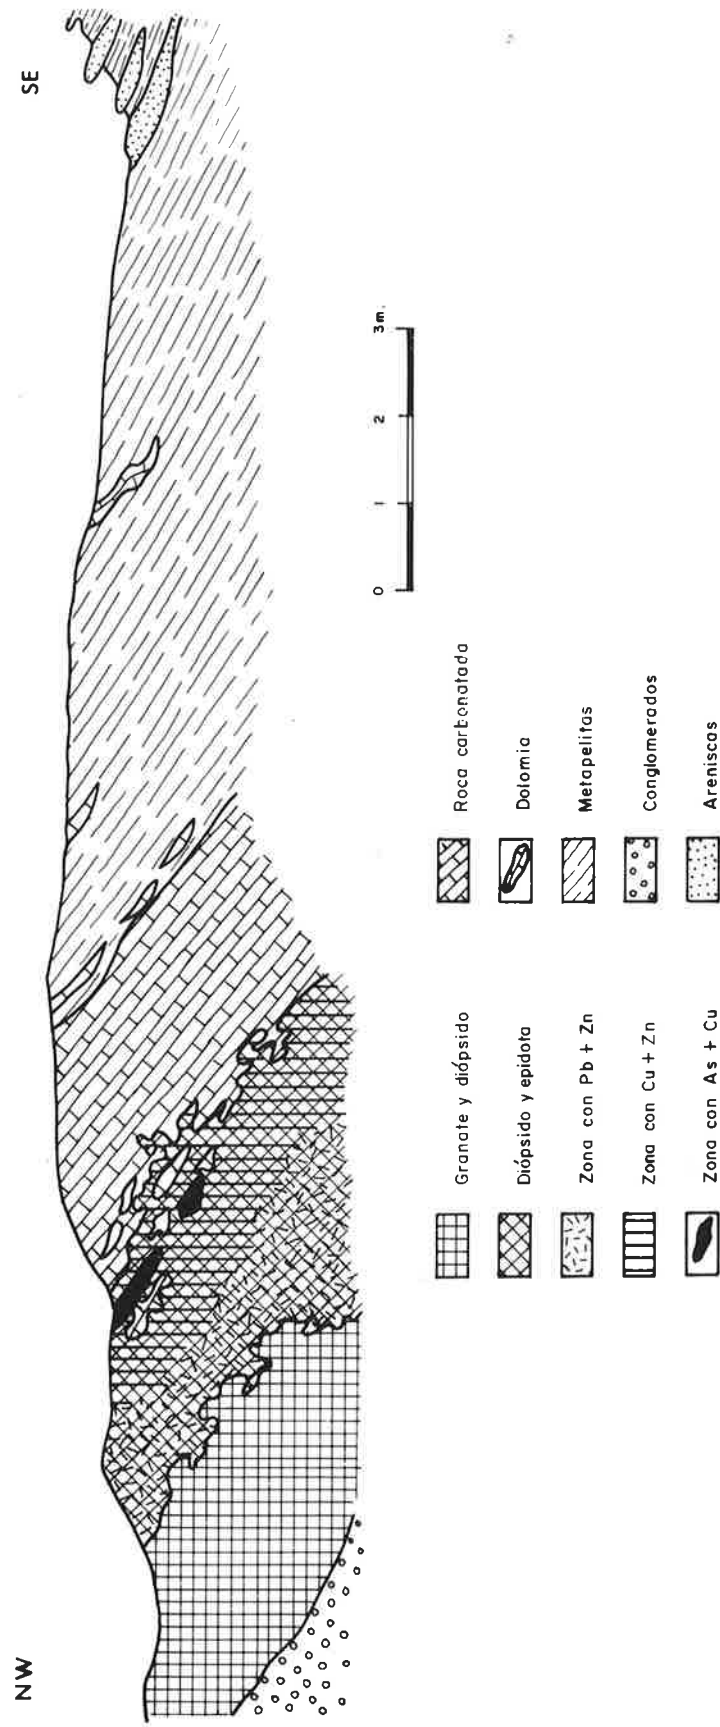 NW
SE
0 1 2 3 m.
Granate y diópsido
Diópsido y epidota
Zona con Pb + Zn
Zona con Cu + Zn
Zona con As + Cu
Roca carbonatada
Dolomia
Metapelitas
Conglomerados
Areniscas